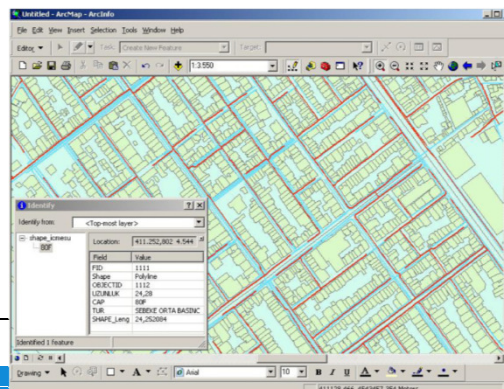 Untitled - ArcMap - ArcInfo
File Edit View Insert Selection Tools Window Help
Editor Task: Create New Feature Target:
1:3.550
Identify
Identify from: <Top-most layer>
shape_icmesu
80F
Location: 411.252,802 4.544
Field Value
FID 1111
Shape Polyline
OBJECTID 1112
UZUNLUK 24,28
CAP 80F
TUR SEBEKE ORTA BASINC
SHAPE_Leng 24,252084
Identified 1 feature
Drawing A Arial 10 B I U A